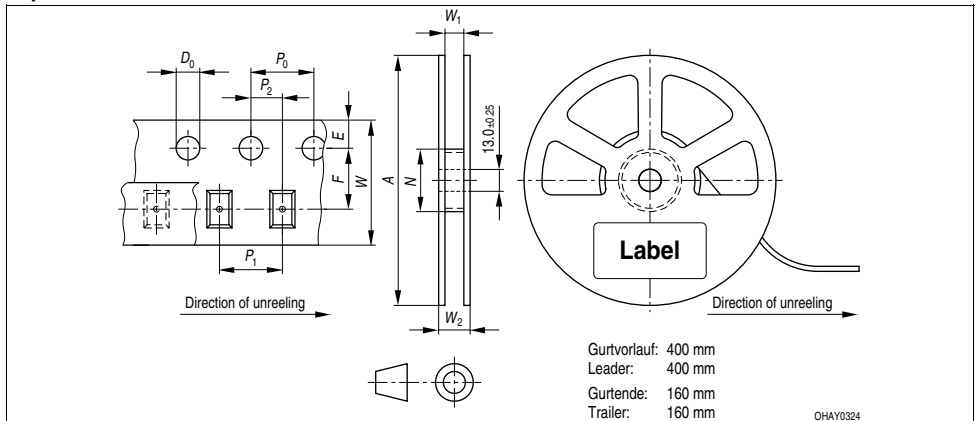 W1
D0
P0
P2
E
F
W
N
A
13.0±0.25
Label
P1
W2
Direction of unreeling
Direction of unreeling
Gurtvorlauf: 400 mm
Leader: 400 mm
Gurtende: 160 mm
Trailer: 160 mm
OHAY0324